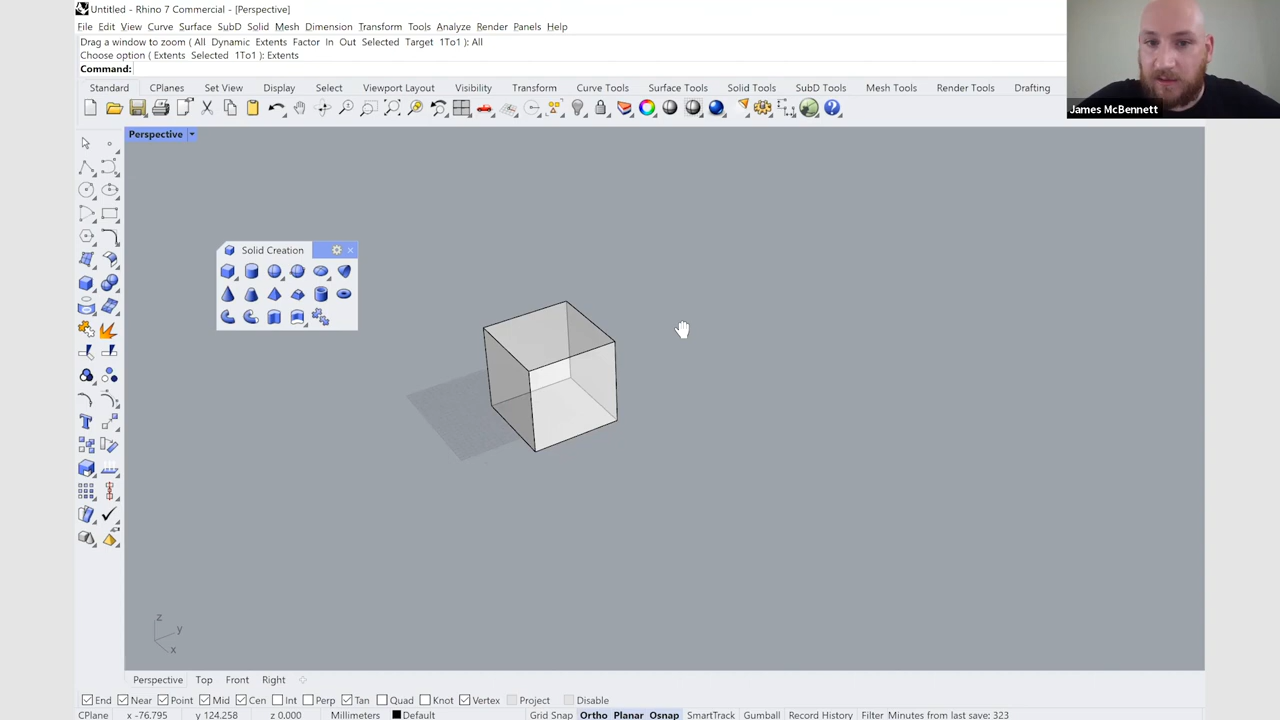 Untitled - Rhino 7 Commercial - [Perspective]
File Edit View Curve Surface SubD Solid Mesh Dimension Transform Tools Analyze Render Panels Help
Drag a window to zoom ( All Dynamic Extents Factor In Out Selected Target 1To1 ): All
Choose option ( Extents Selected 1To1 ): Extents
Command:
Standard CPlanes Set View Display Select Viewport Layout Visibility Transform Curve Tools Surface Tools Solid Tools SubD Tools Mesh Tools Render Tools Drafting
James McBennett
Perspective
Solid Creation
z
y
x
Perspective Top Front Right
End Near Point Mid Cen Int Perp Tan Quad Knot Vertex Project Disable
CPlane x -76.795 y 124.258 z 0.000 Millimeters Default Grid Snap Ortho Planar Osnap SmartTrack Gumball Record History Filter Minutes from last save: 323